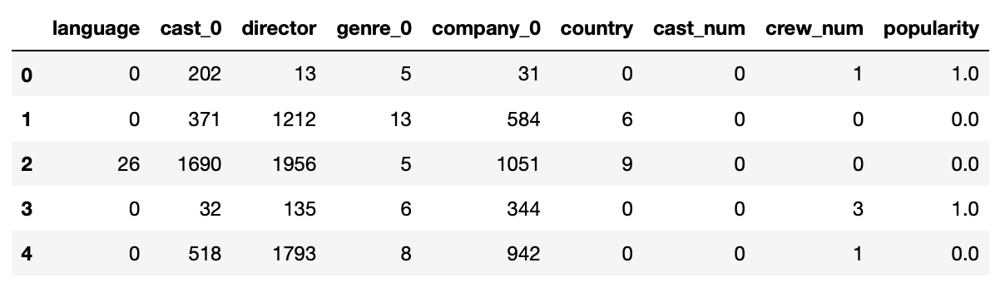 language cast_0 director genre_0 company_0 country cast_num crew_num popularity
0 0 202 13 5 31 0 0 1 1.0
1 0 371 1212 13 584 6 0 0 0.0
2 26 1690 1956 5 1051 9 0 0 0.0
3 0 32 135 6 344 0 0 3 1.0
4 0 518 1793 8 942 0 0 1 0.0